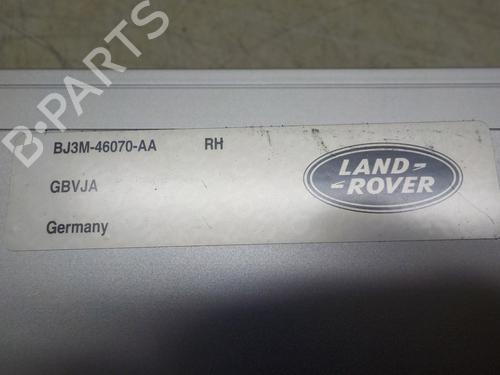 B-PARTS
BJ3M-46070-AA RH
GBVJA
Germany
LAND-
-ROVER